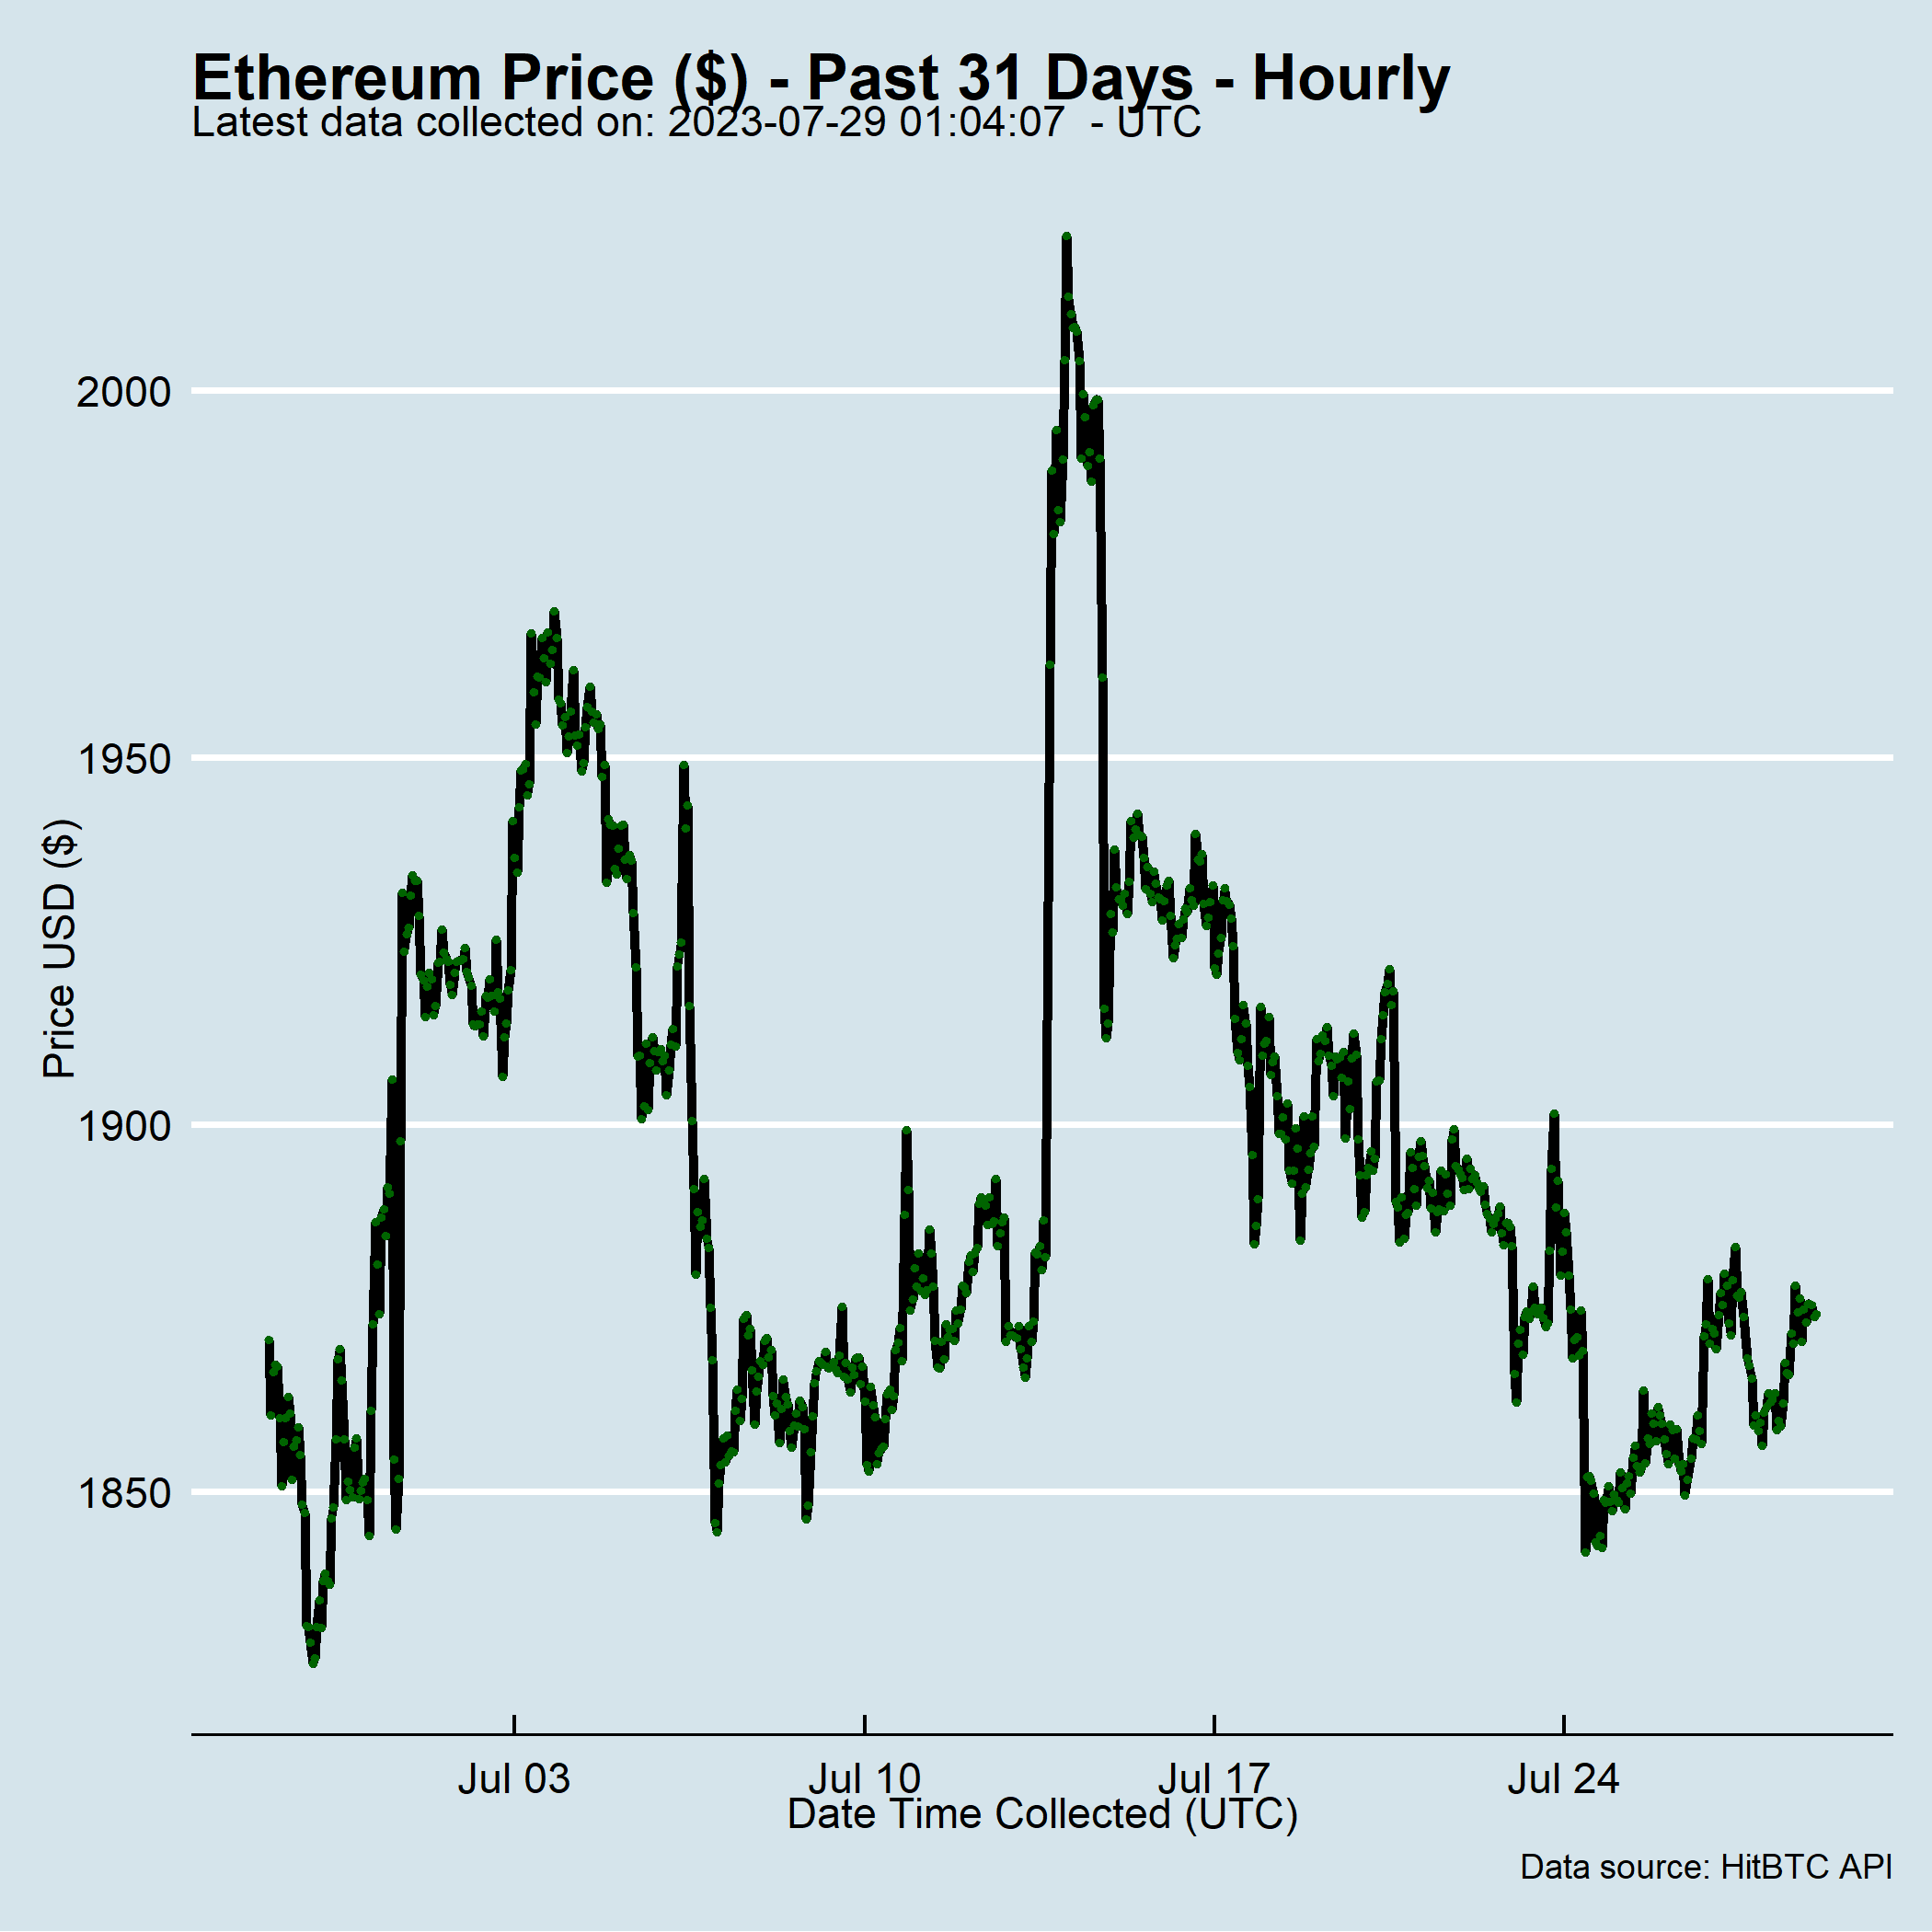 Ethereum Price ($) - Past 31 Days - Hourly
Latest data collected on: 2023-07-29 01:04:07  - UTC
2000
1950
1900
1850
Price USD ($)
Jul 03
Jul 10
Jul 17
Jul 24
Date Time Collected (UTC)
Data source: HitBTC API